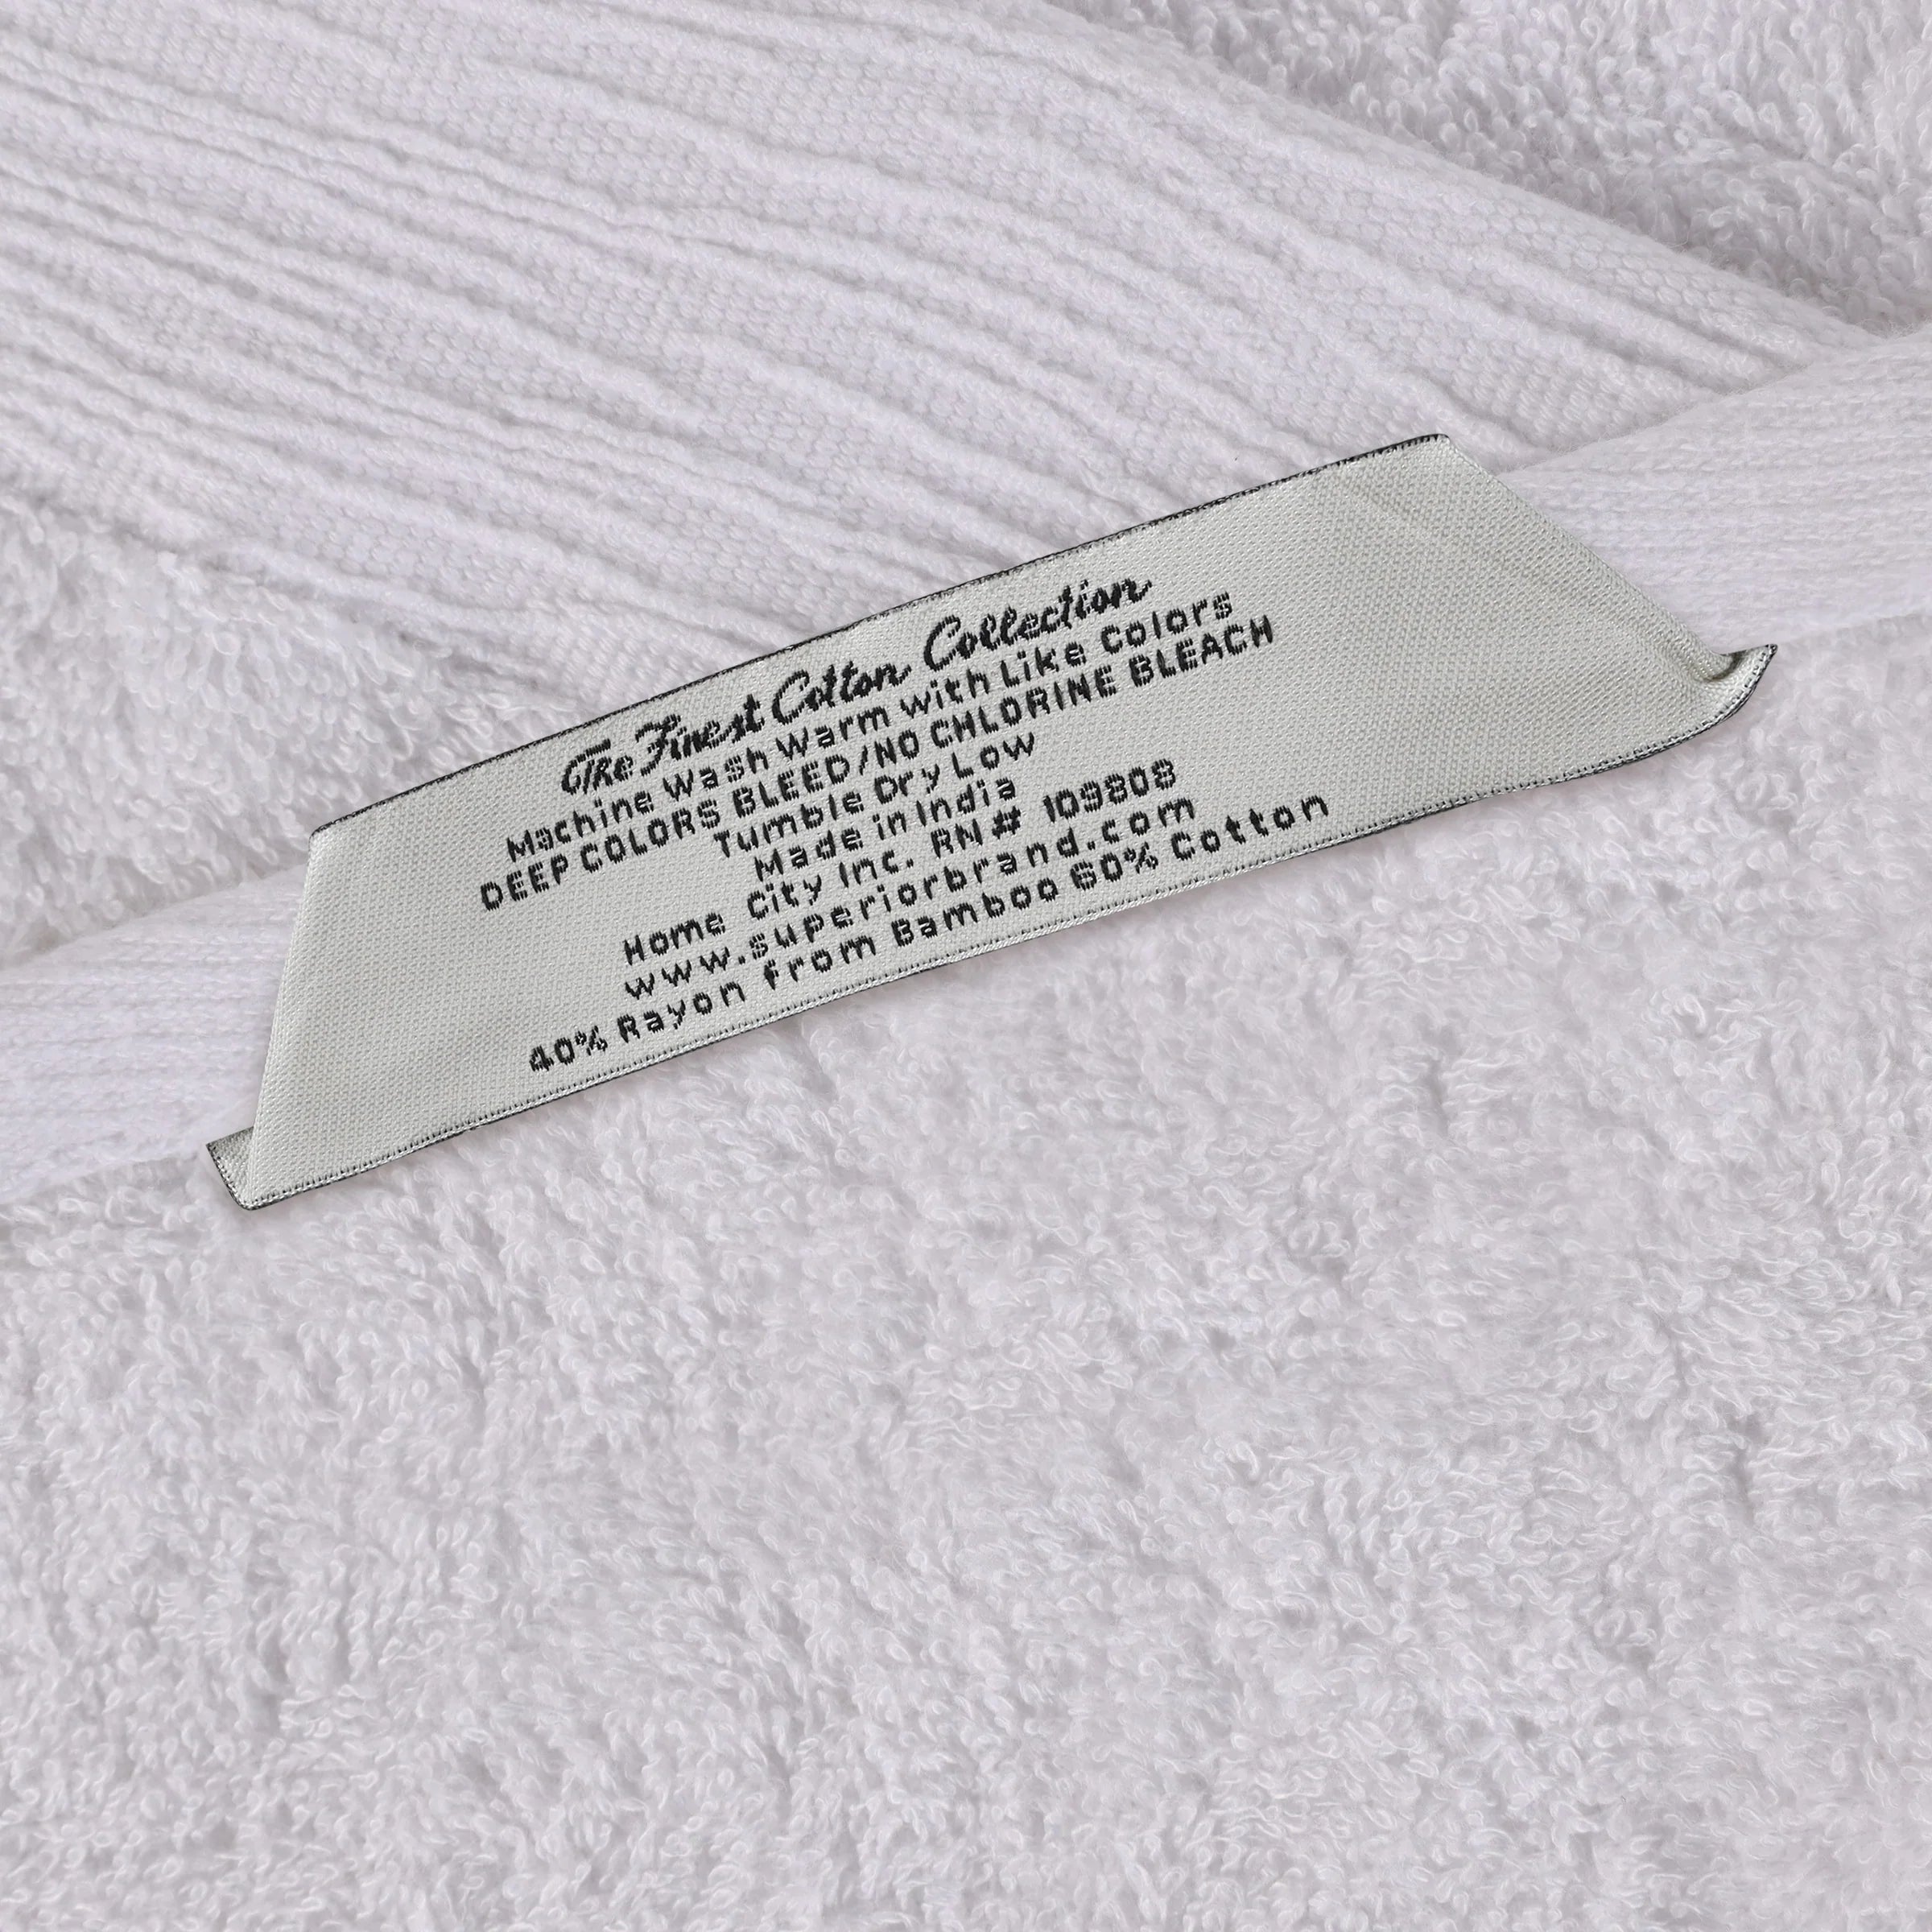 The Finest Cotton Collection
Machine Wash Warm with Like Colors
DEEP COLORS BLEED/NO CHLORINE BLEACH
Tumble Dry Low
Made in India
Home City Inc. RN# 109808
www.superiorbrand.com
40% Rayon from Bamboo 60% Cotton